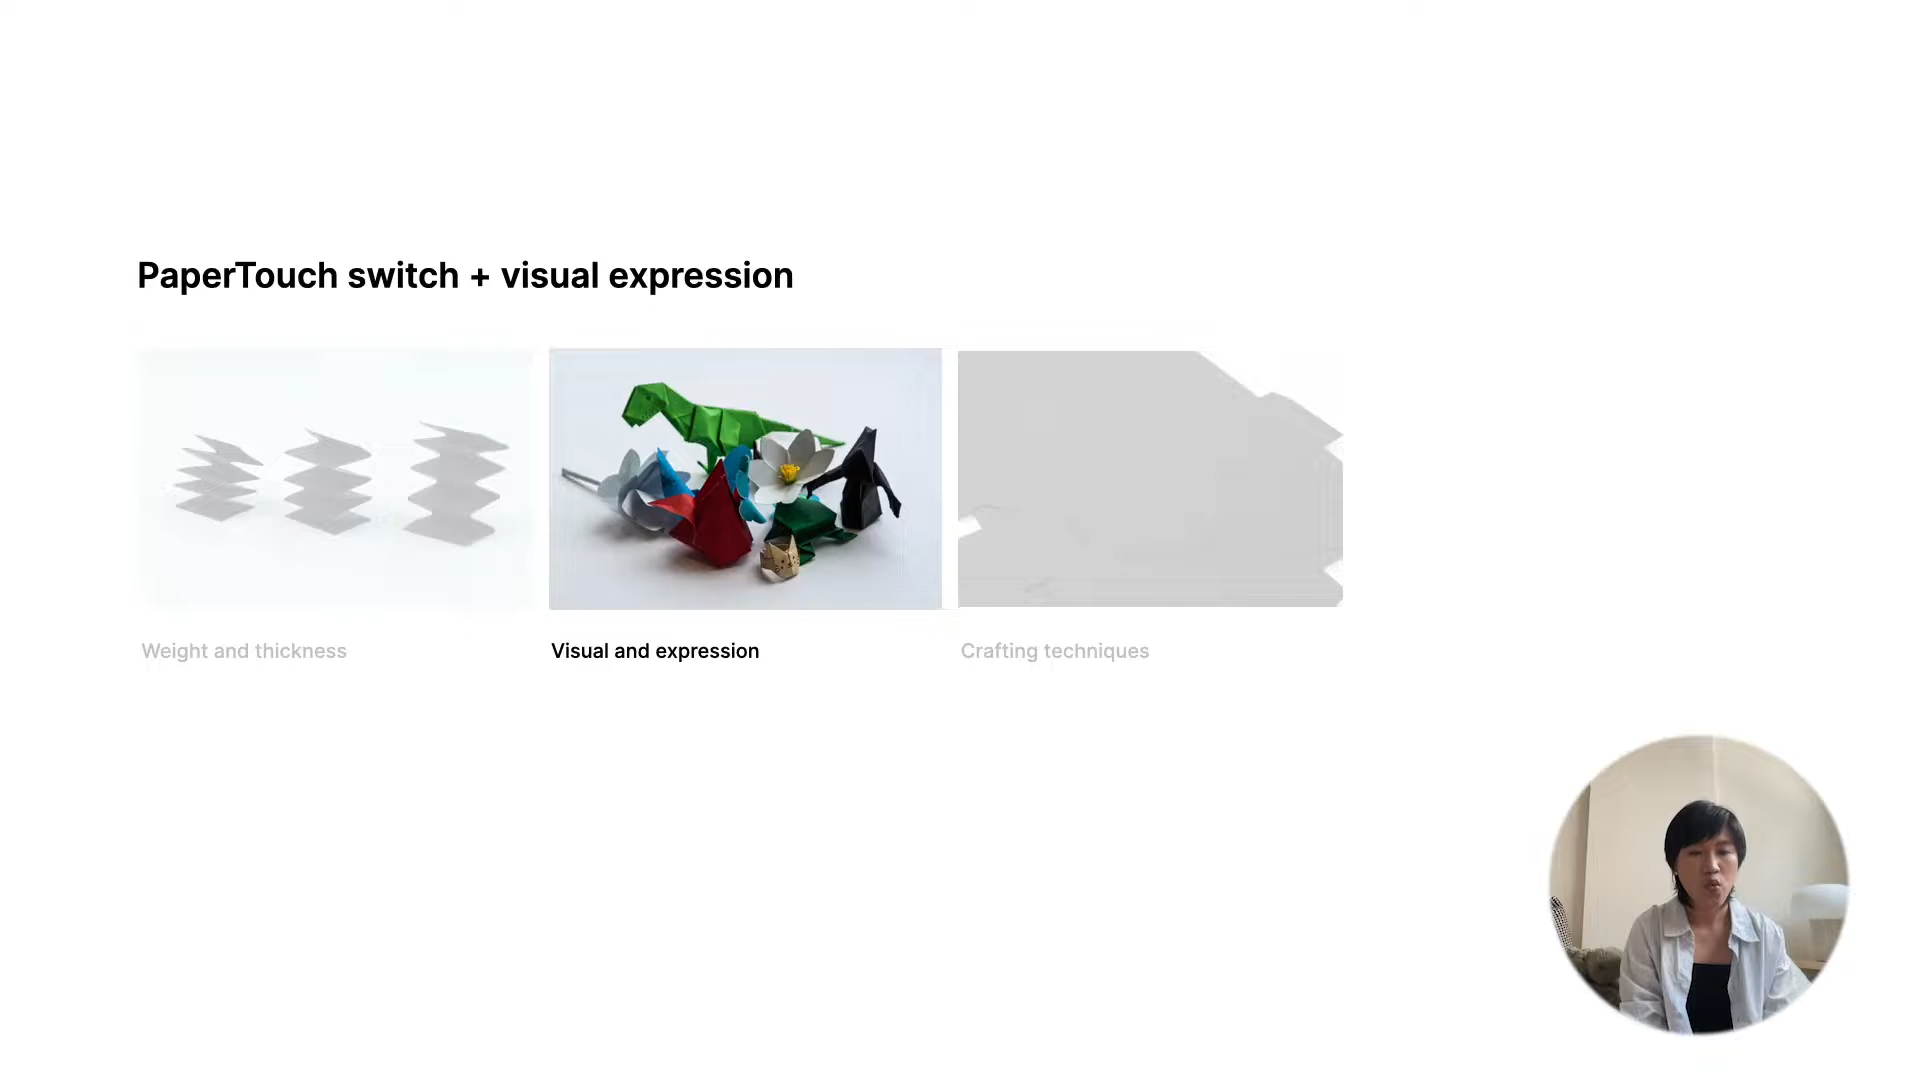 PaperTouch switch + visual expression
Weight and thickness
Visual and expression
Crafting techniques